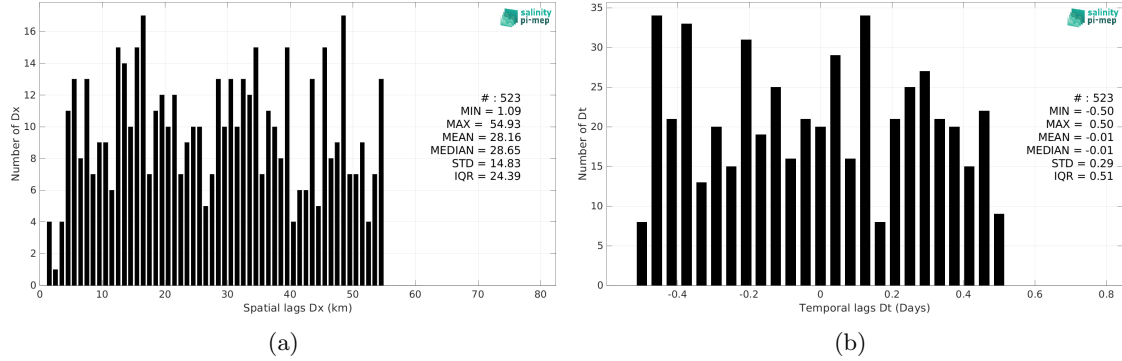 16
14
12
10
8
6
4
2
0
Number of Dx
0 10 20 30 40 50 60 70 80
Spatial lags Dx (km)
salinity
pi-mep
# : 523
MIN = 1.09
MAX = 54.93
MEAN = 28.16
MEDIAN = 28.65
STD = 14.83
IQR = 24.39
(a)
35
30
25
20
15
10
5
0
Number of Dt
-0.4 -0.2 0 0.2 0.4 0.6 0.8
Temporal lags Dt (Days)
salinity
pi-mep
# : 523
MIN = -0.50
MAX = 0.50
MEAN = -0.01
MEDIAN = -0.01
STD = 0.29
IQR = 0.51
(b)